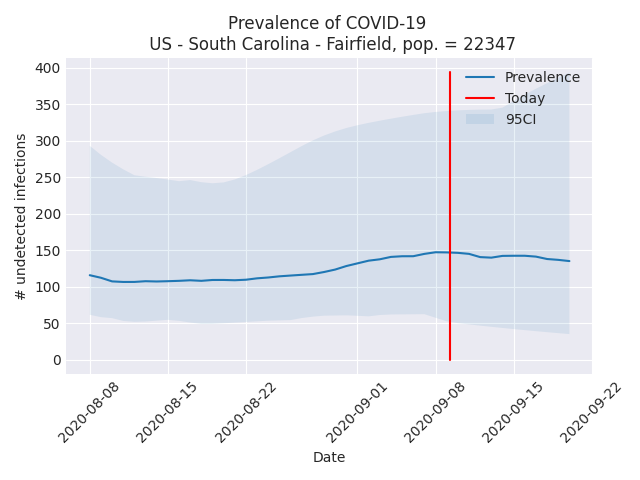 Prevalence of COVID-19
US - South Carolina - Fairfield, pop. = 22347
Prevalence
Today
95CI
# undetected infections
400
350
300
250
200
150
100
50
0
2020-08-08
2020-08-15
2020-08-22
2020-09-01
2020-09-08
2020-09-15
2020-09-22
Date